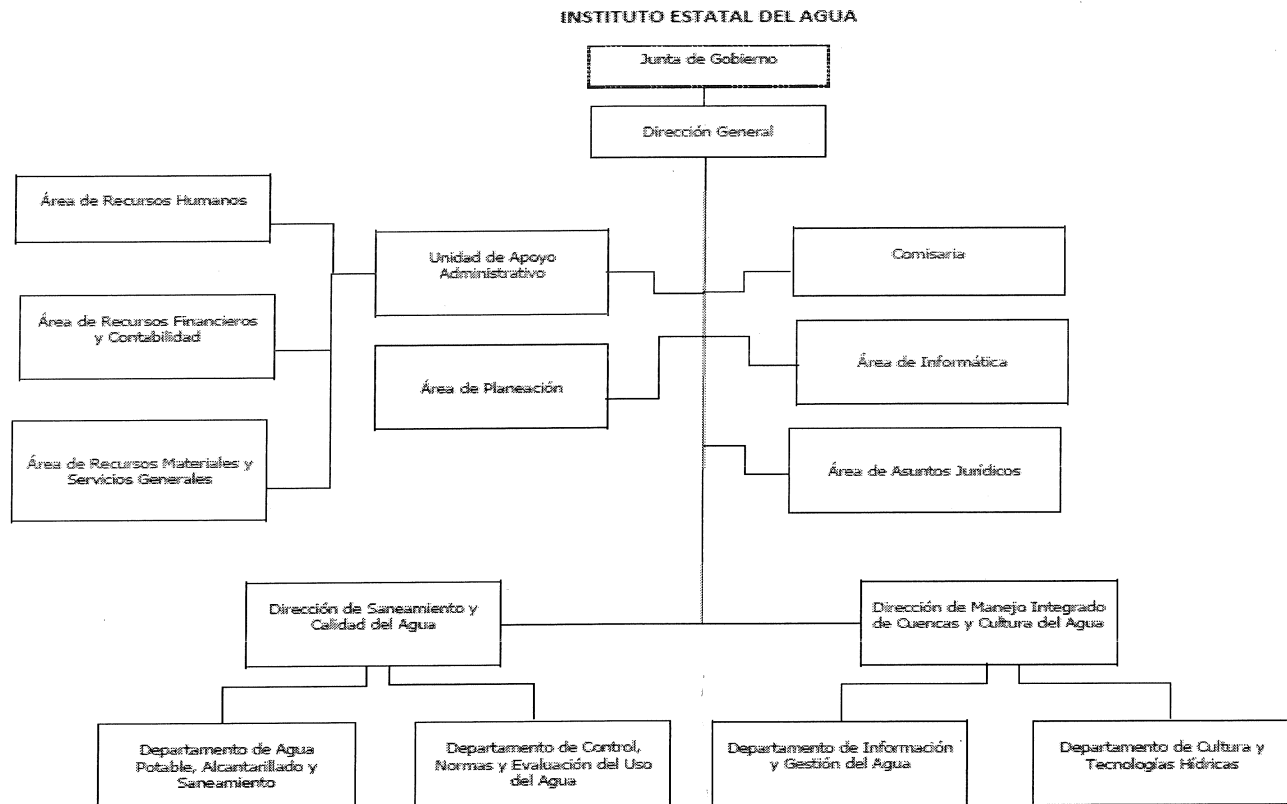 INSTITUTO ESTATAL DEL AGUA
Junta de Gobierno
Dirección General
Área de Recursos Humanos
Unidad de Apoyo
Administrativo
Comisaria
Área de Recursos Financieros
y Contabilidad
Área de Planeación
Área de Informática
Área de Recursos Materiales y
Servicios Generales
Área de Asuntos Jurídicos
Dirección de Saneamiento y
Calidad del Agua
Dirección de Manejo Integrado
de Cuencas y Cultura del Agua
Departamento de Agua
Potable, Alcantarillado y
Saneamiento
Departamento de Control,
Normas y Evaluación del Uso
del Agua
Departamento de Información
y Gestión del Agua
Departamento de Cultura y
Tecnologías Hídricas